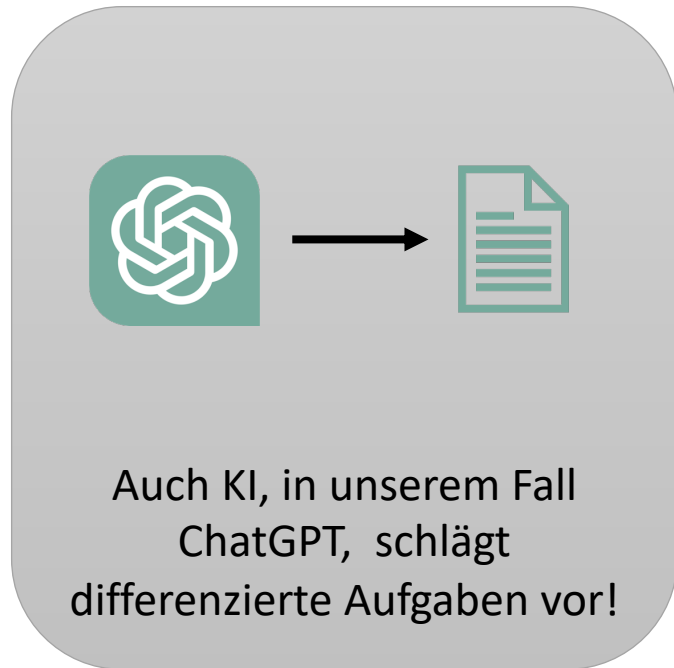 Auch KI, in unserem Fall
ChatGPT,  schlägt
differenzierte Aufgaben vor!